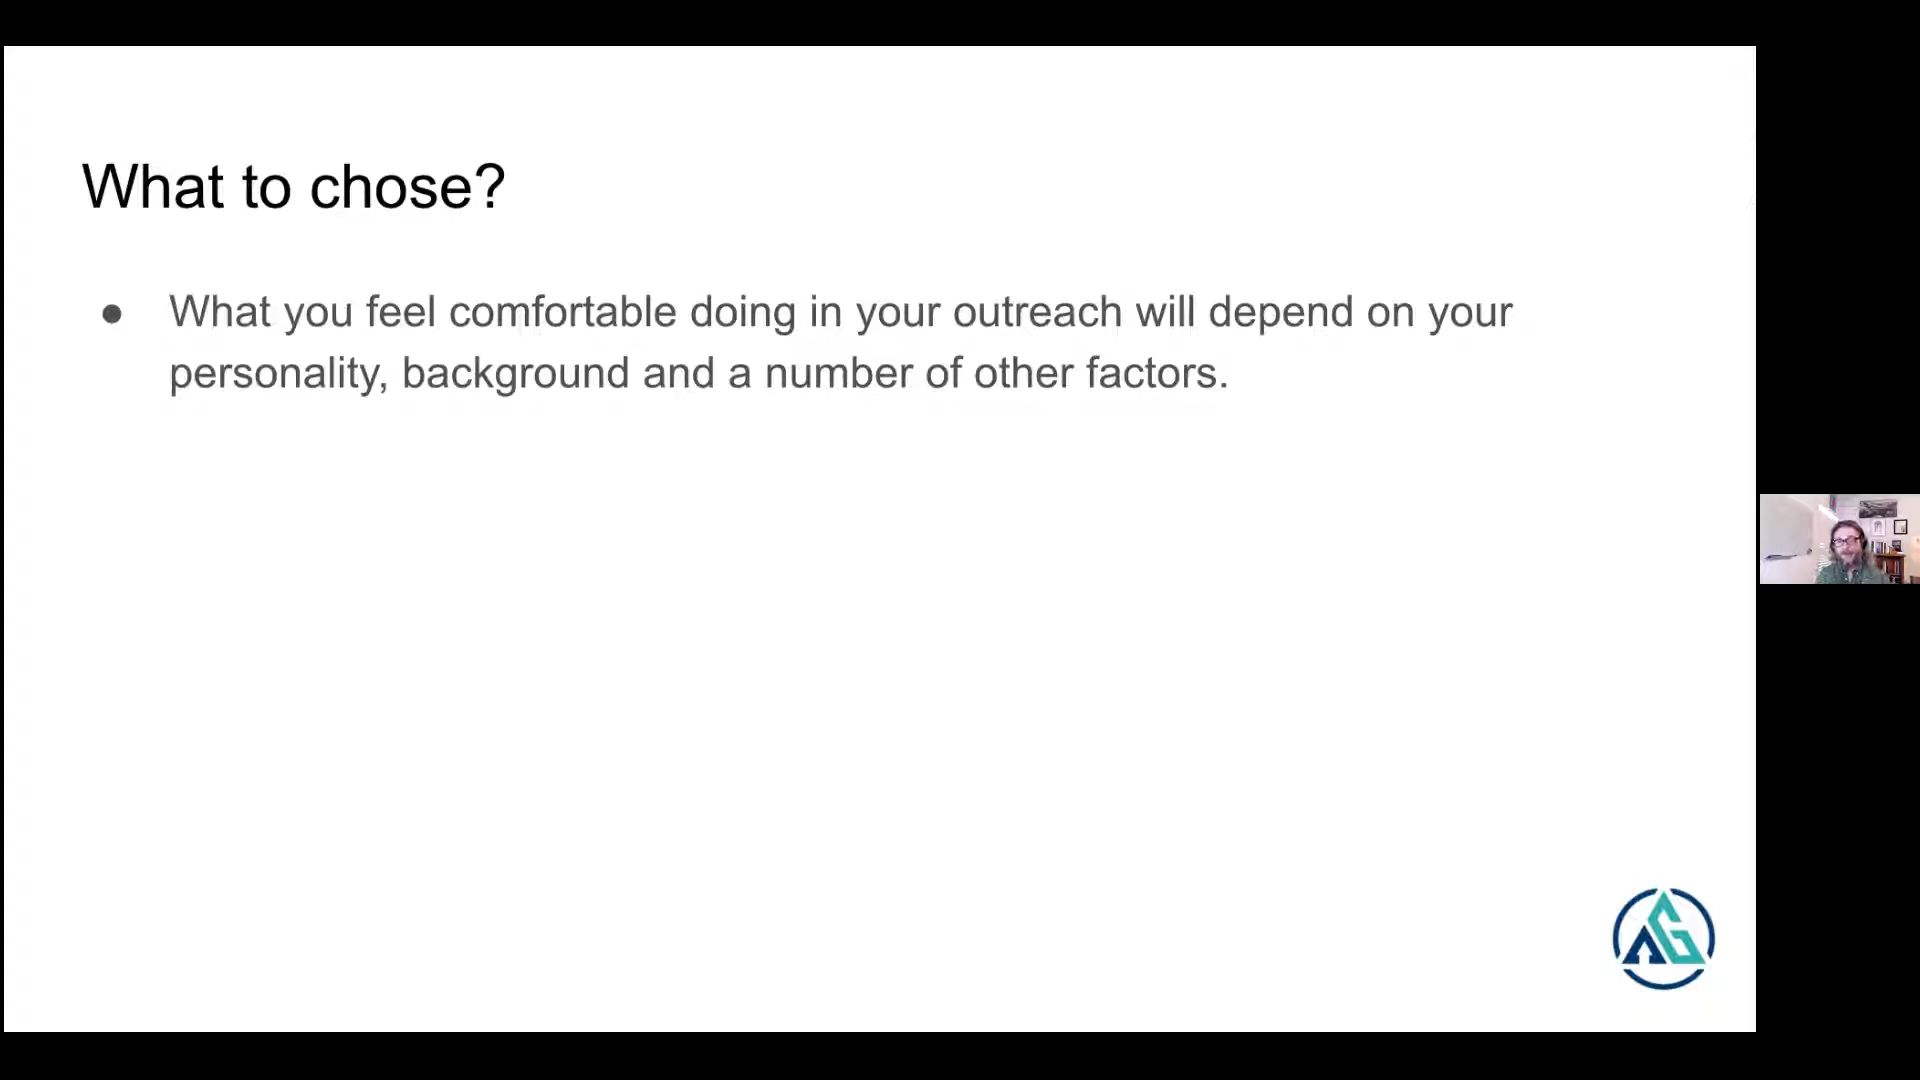 What to chose?
● What you feel comfortable doing in your outreach will depend on your
personality, background and a number of other factors.
AG